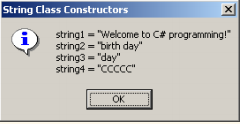 String Class Constructors
string1 = "Welcome to C# programming!"
string2 = "birth day"
string3 = "day"
string4 = "CCCCC"
OK